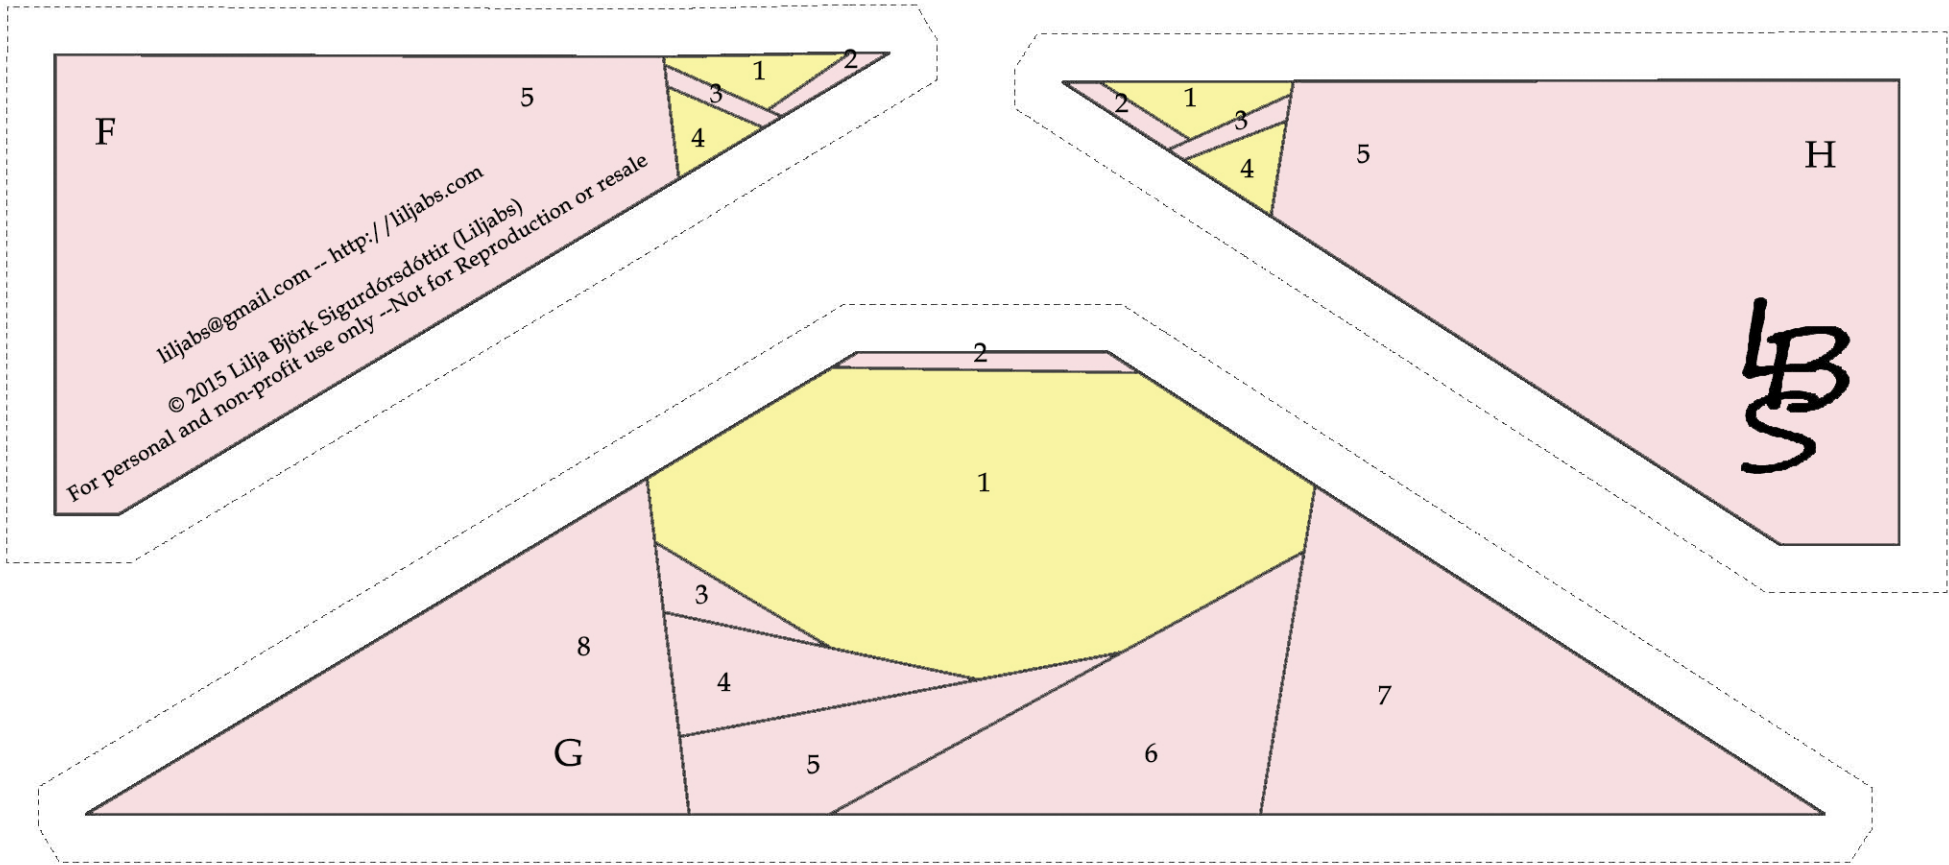 F
5
1
2
3
4
liljabs@gmail.com -- http://liljabs.com
© 2015 Lilja Björk Sigurdórsdóttir (Liljabs)
For personal and non-profit use only --Not for Reproduction or resale
2
1
3
4
5
H
LBS
2
1
3
8
4
7
G
5
6